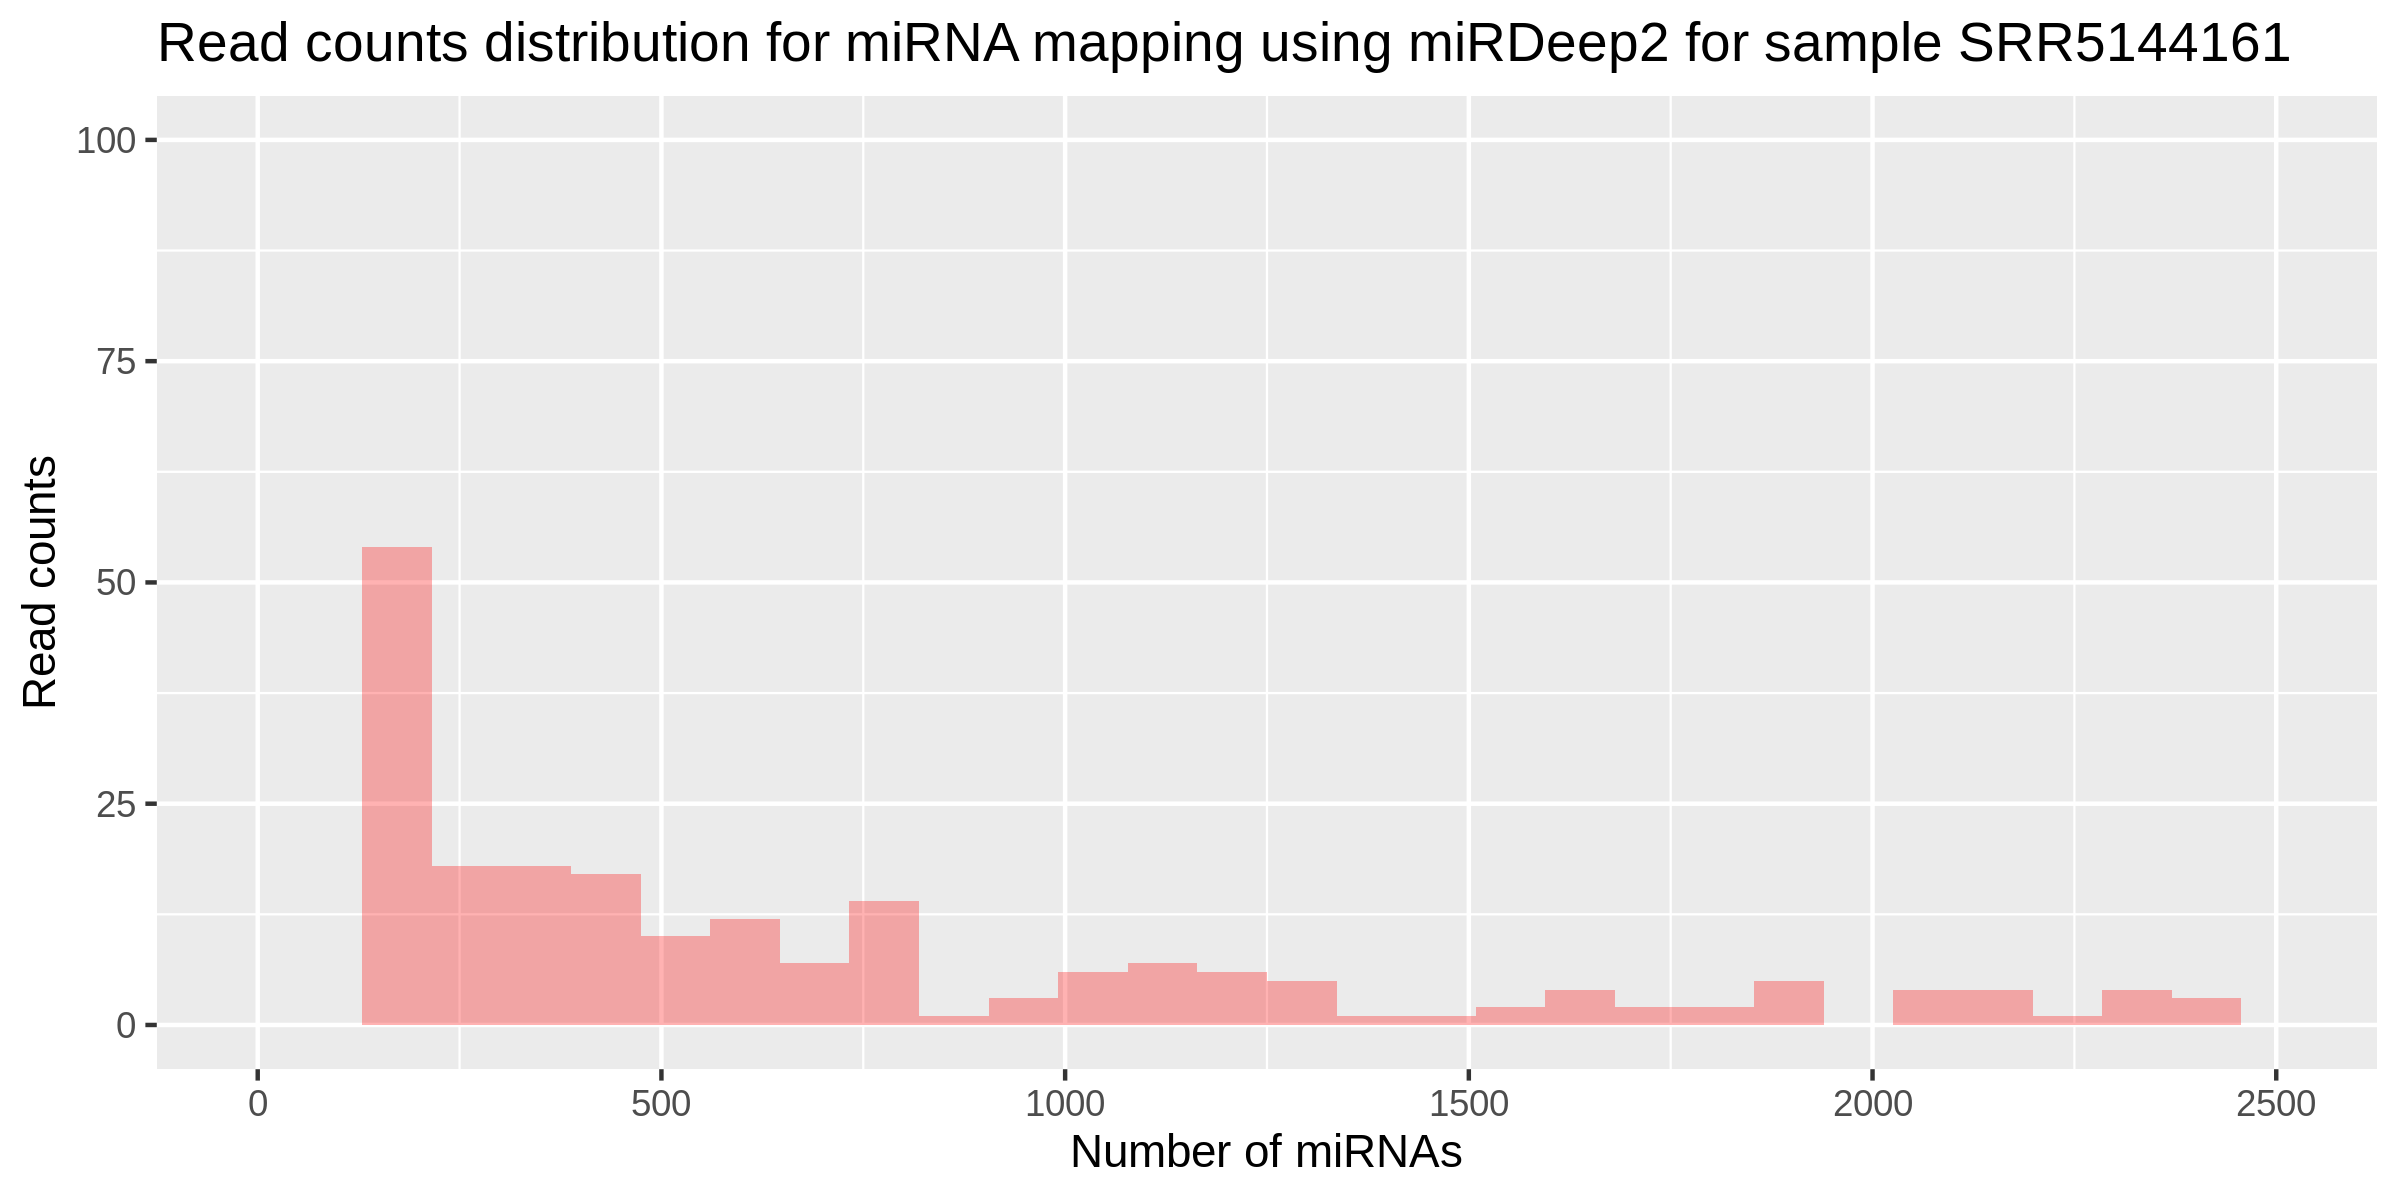 Read counts distribution for miRNA mapping using miRDeep2 for sample SRR5144161
100
75
50
25
0
Read counts
0 500 1000 1500 2000 2500
Number of miRNAs